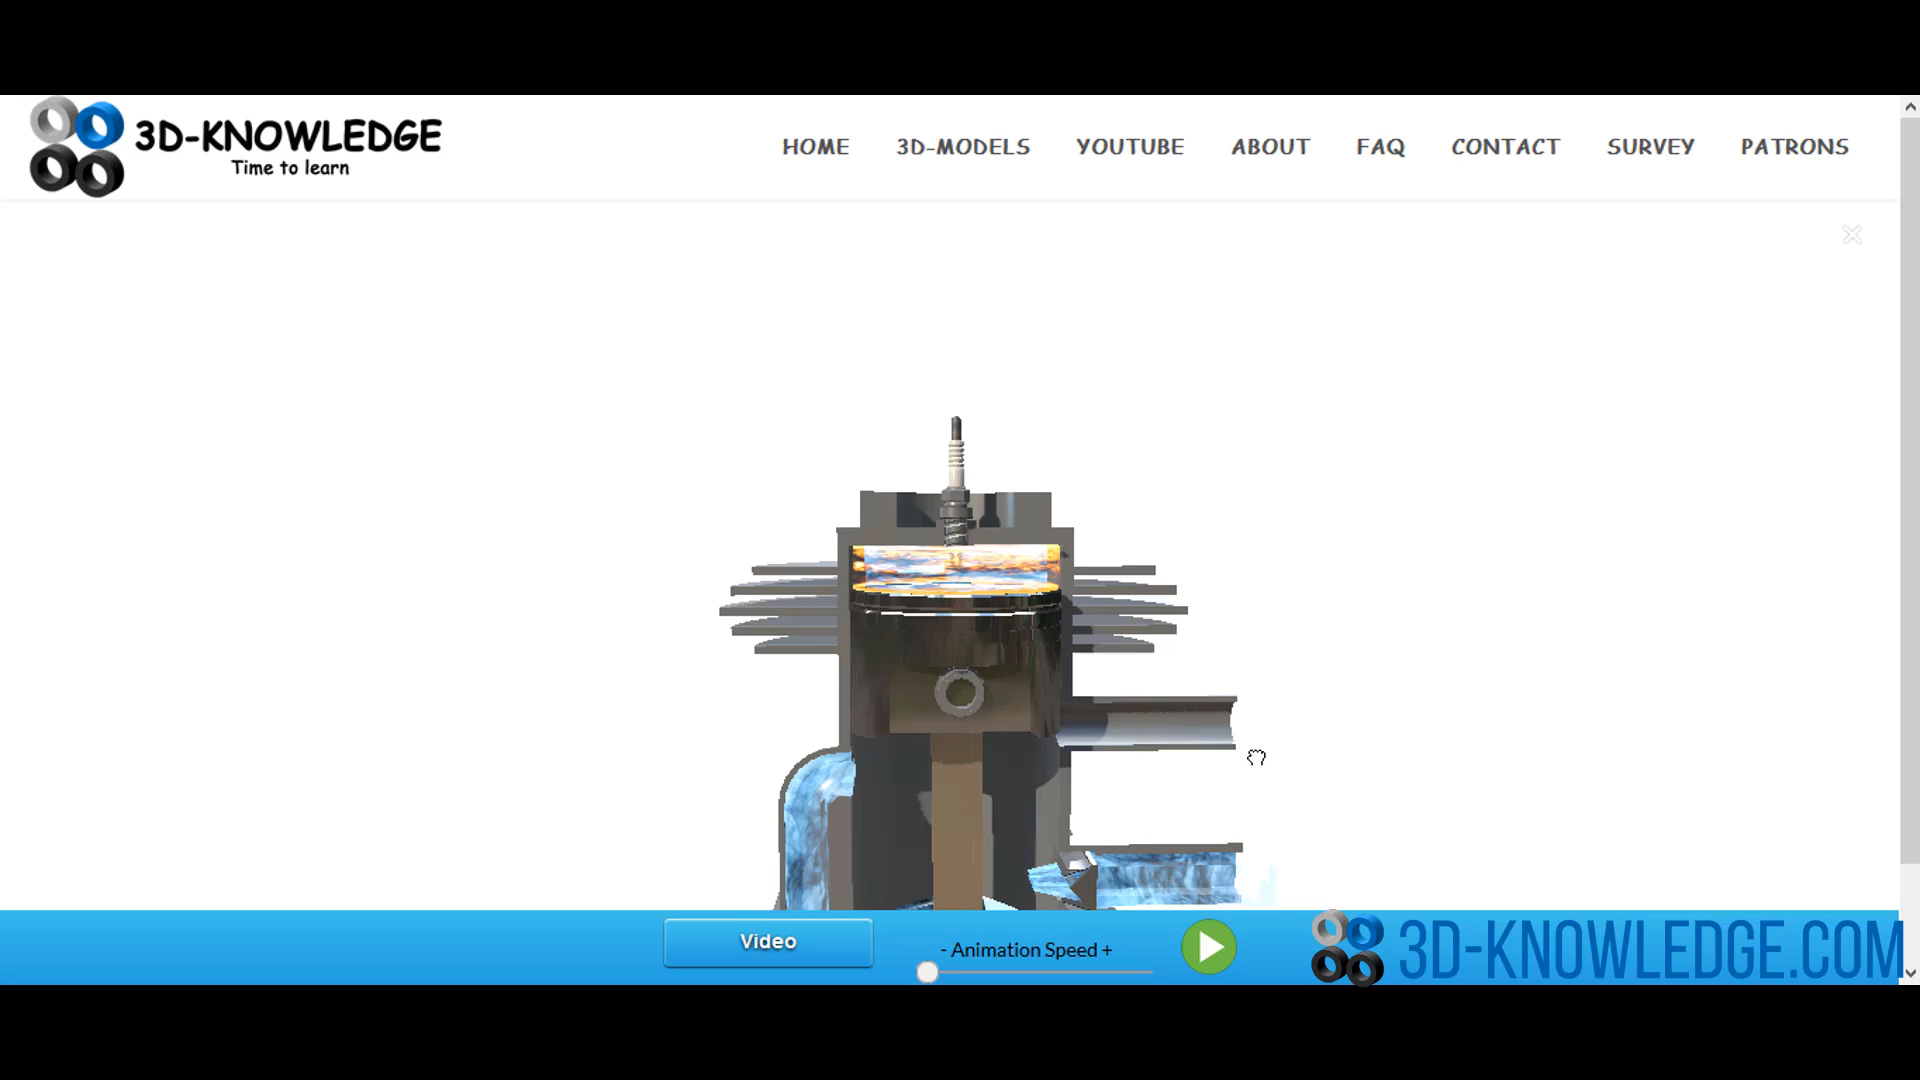 3D-KNOWLEDGE
Time to learn
HOME 3D-MODELS YOUTUBE ABOUT FAQ CONTACT SURVEY PATRONS
Video
- Animation Speed +
3D-KNOWLEDGE.COM